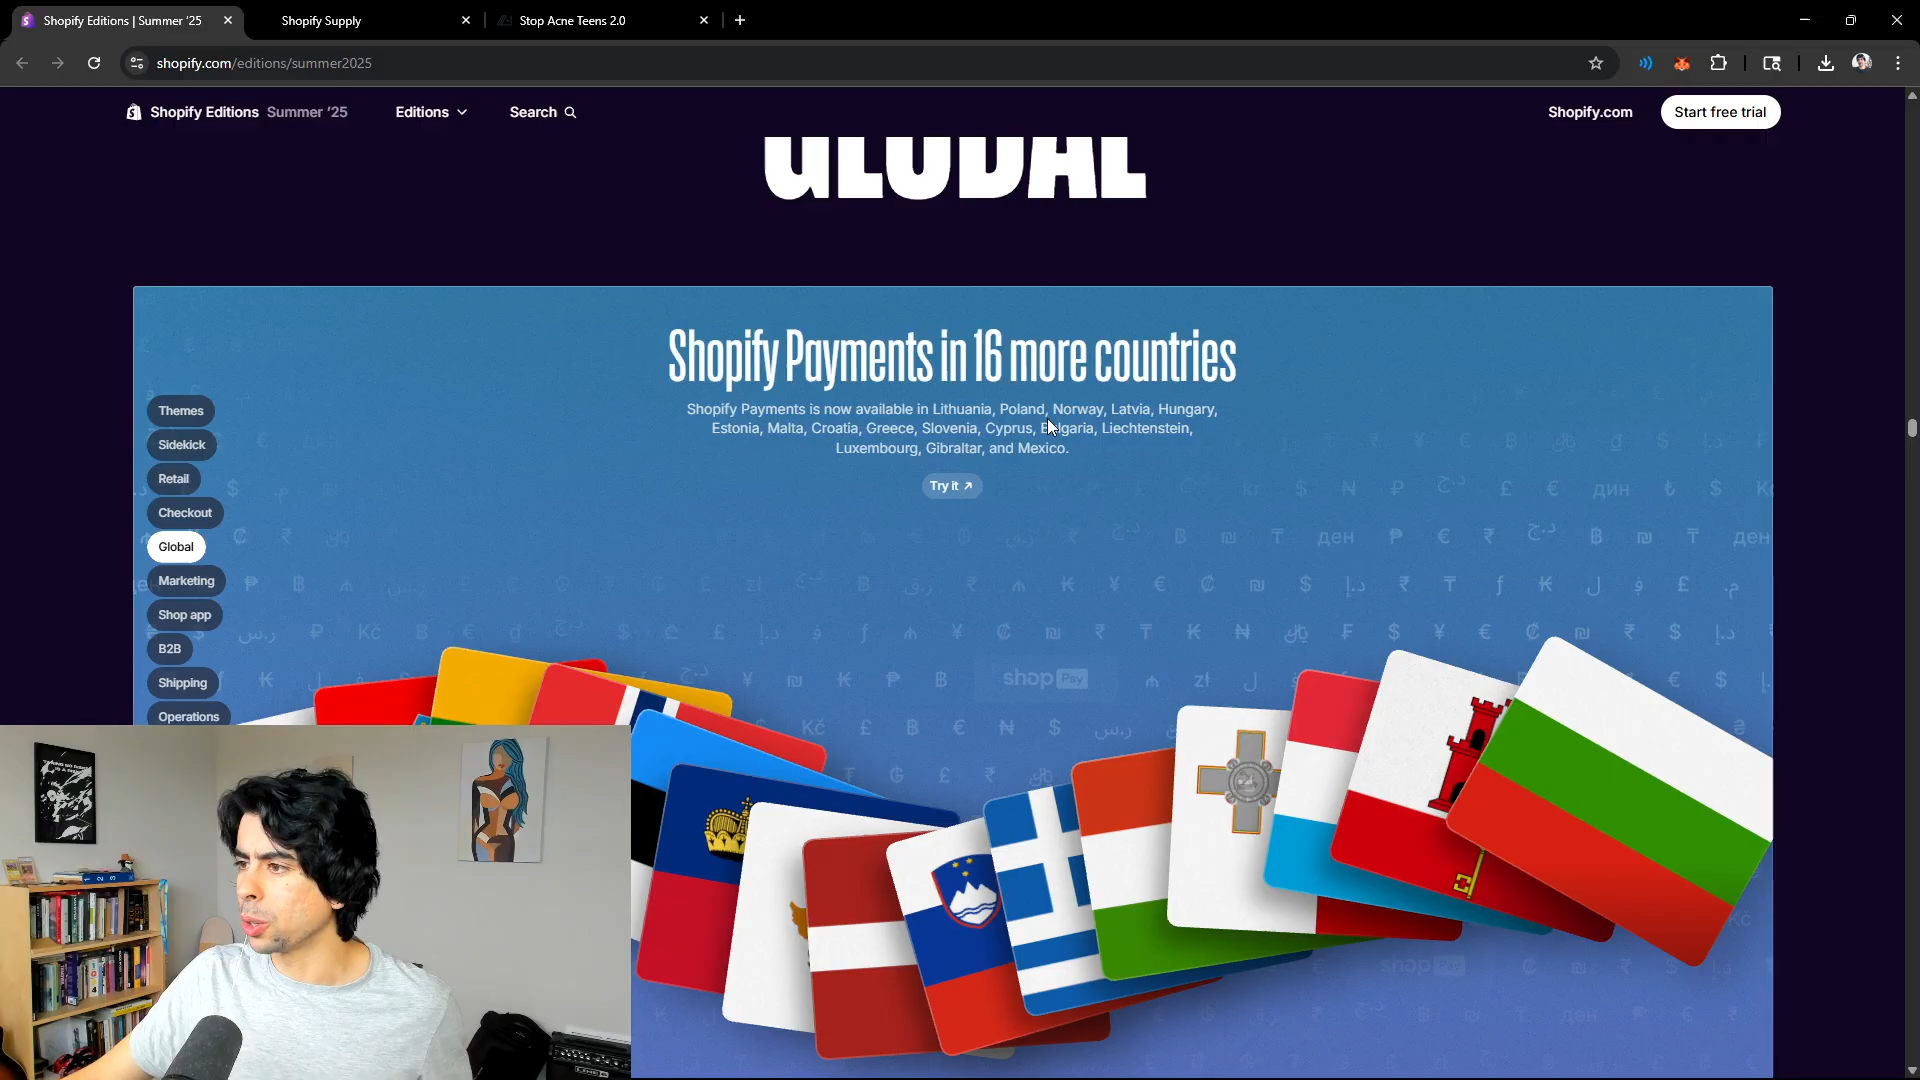 Shopify Editions | Summer '25
Shopify Supply
Stop Acne Teens 2.0
shopify.com/editions/summer2025
Shopify Editions Summer '25
Editions
Search
Shopify.com
Start free trial
GLOBAL
Shopify Payments in 16 more countries
Shopify Payments is now available in Lithuania, Poland, Norway, Latvia, Hungary,
Estonia, Malta, Croatia, Greece, Slovenia, Cyprus, Bulgaria, Liechtenstein,
Luxembourg, Gibraltar, and Mexico.
Try it
Themes
Sidekick
Retail
Checkout
Global
Marketing
Shop app
B2B
Shipping
Operations
shop Pay